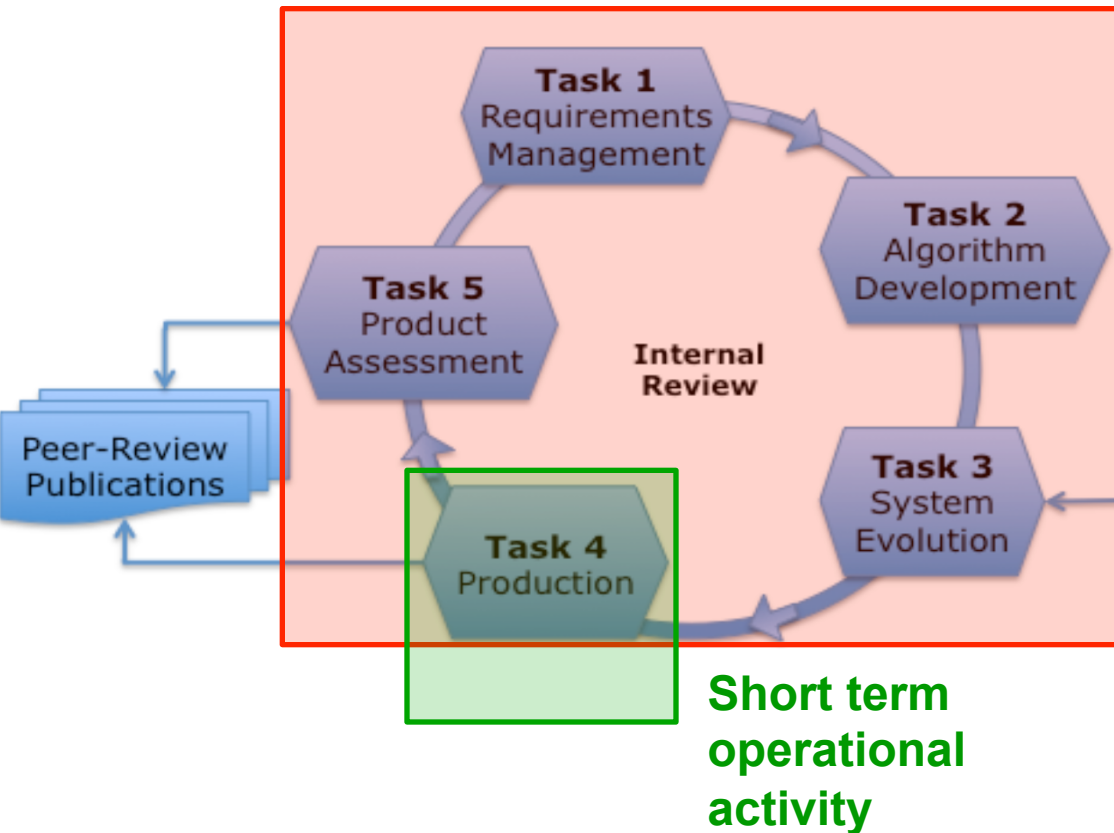 Task 1
Requirements
Management
Task 2
Algorithm
Development
Task 5
Product
Assessment
Internal
Review
Peer-Review
Publications
Task 3
System
Evolution
Task 4
Production
Short term
operational
activity